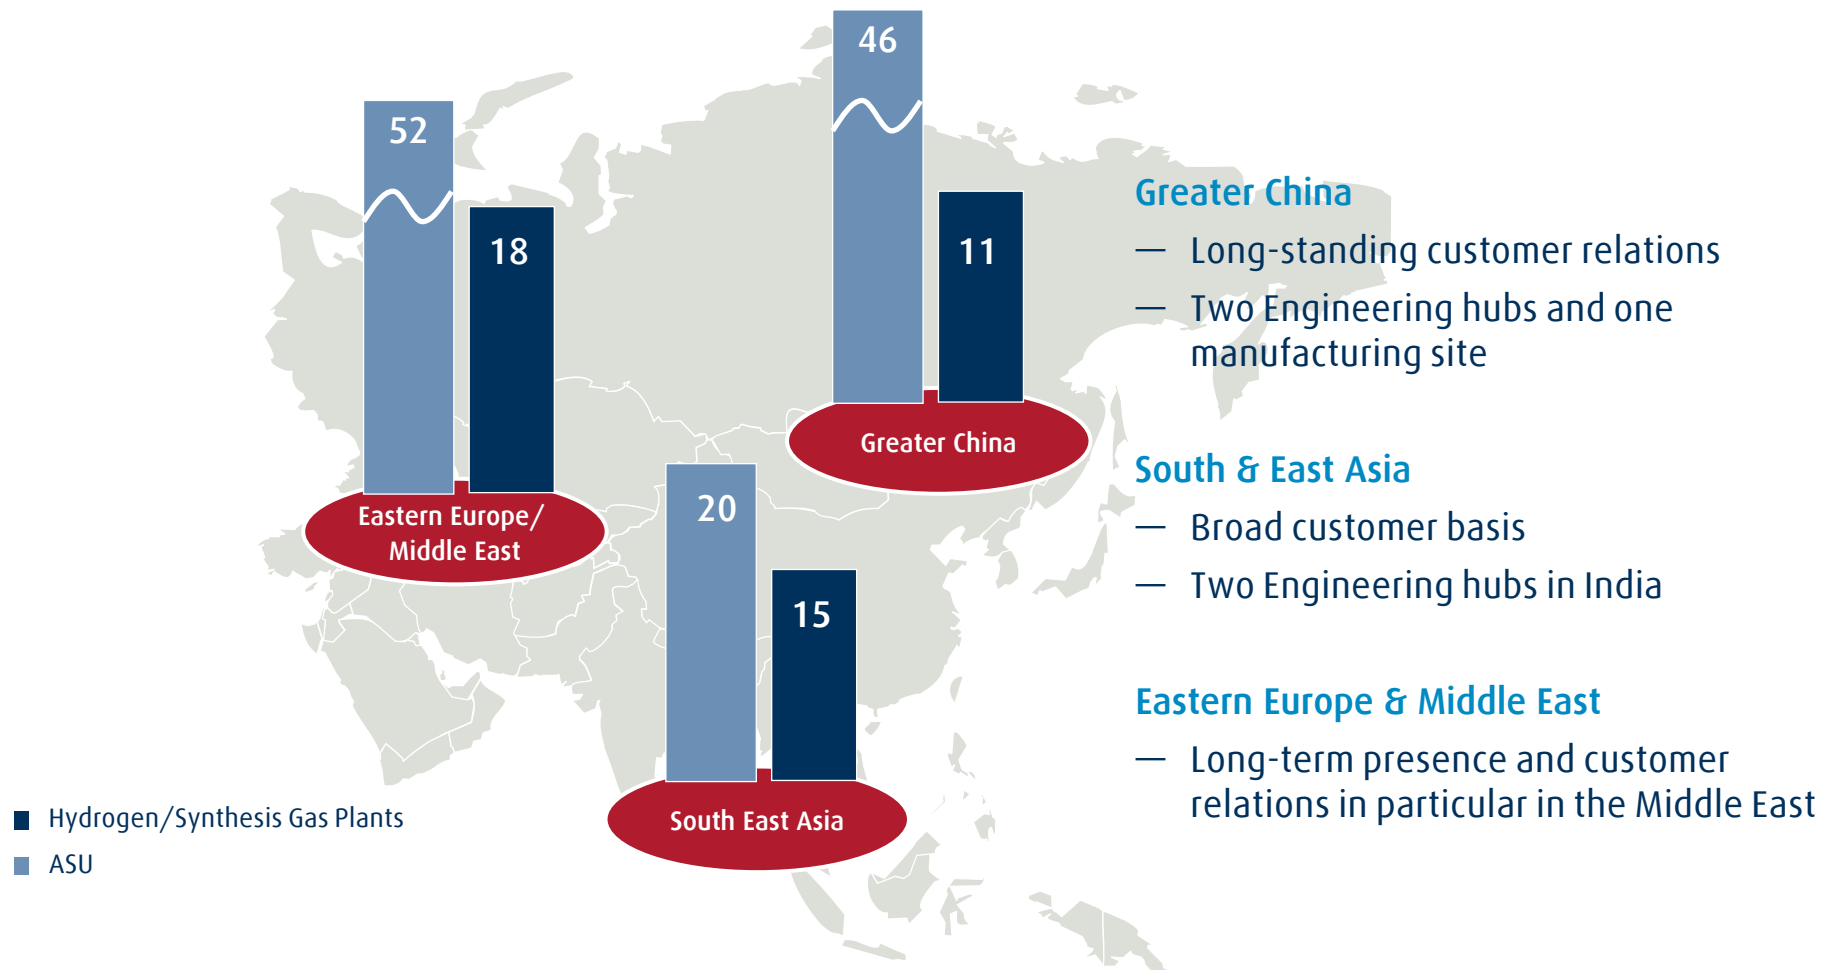 46
52
18
11
Greater China
Eastern Europe/
Middle East
20
15
South East Asia
Hydrogen/Synthesis Gas Plants
ASU
Greater China
— Long-standing customer relations
— Two Engineering hubs and one
manufacturing site
South & East Asia
— Broad customer basis
— Two Engineering hubs in India
Eastern Europe & Middle East
— Long-term presence and customer
relations in particular in the Middle East